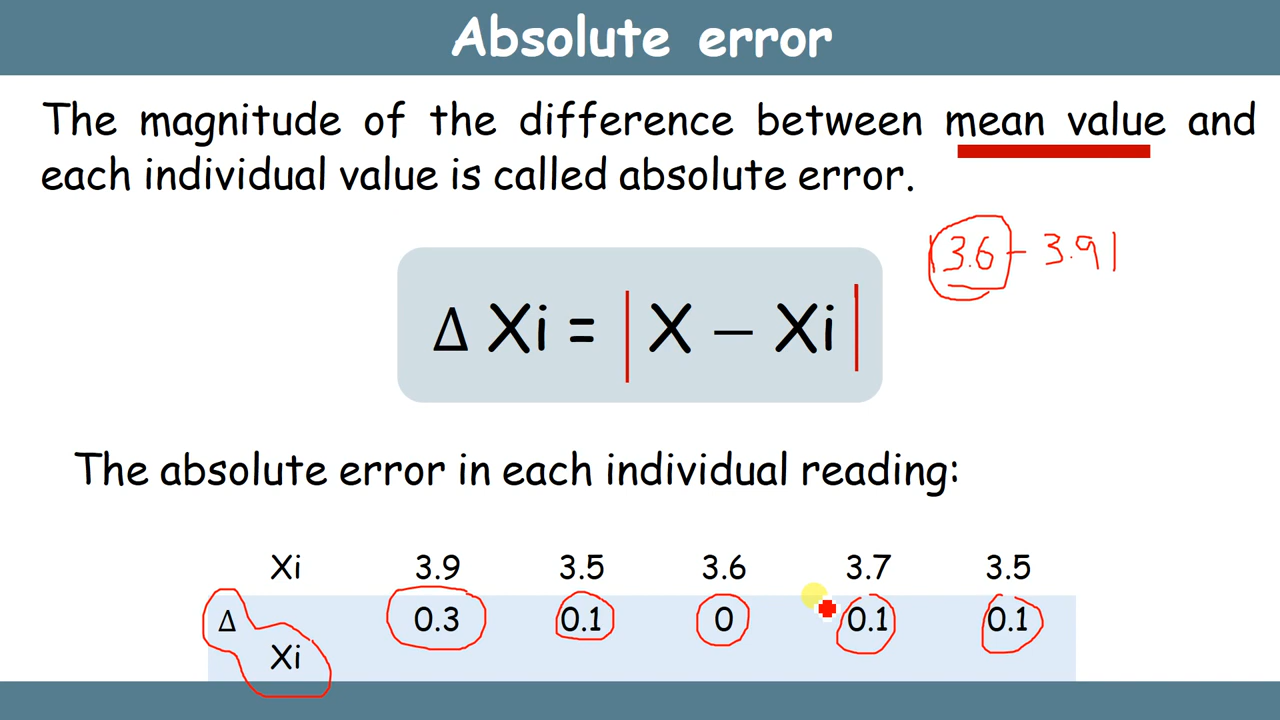 Absolute error
The magnitude of the difference between mean value and
each individual value is called absolute error.
|3.6 - 3.9|
Δ Xi = | X – Xi |
The absolute error in each individual reading:
Xi 3.9 3.5 3.6 3.7 3.5
Δ 0.3 0.1 0 0.1 0.1
Xi